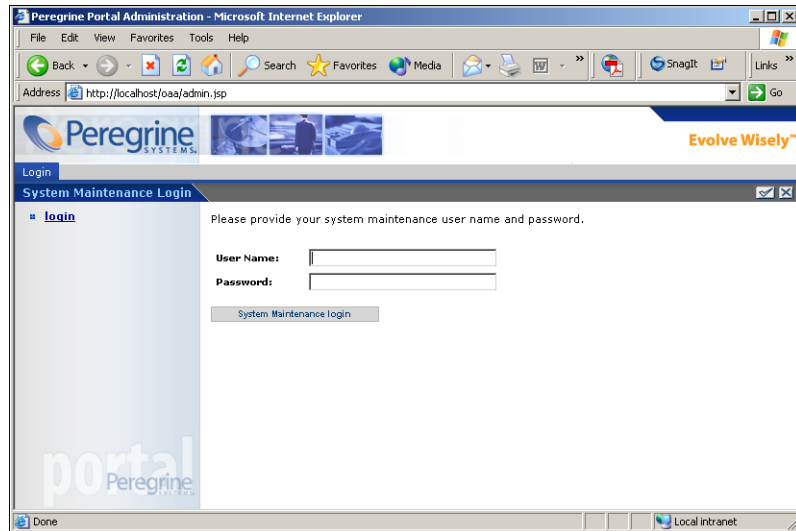 Peregrine Portal Administration - Microsoft Internet Explorer
File Edit View Favorites Tools Help
Back Search Favorites Media » SnagIt Links »
Address http://localhost/oaa/admin.jsp Go
Peregrine
SYSTEMS
Evolve Wisely™
Login
System Maintenance Login
login
Please provide your system maintenance user name and password.
User Name:
Password:
System Maintenance login
portal
Peregrine
Done Local intranet